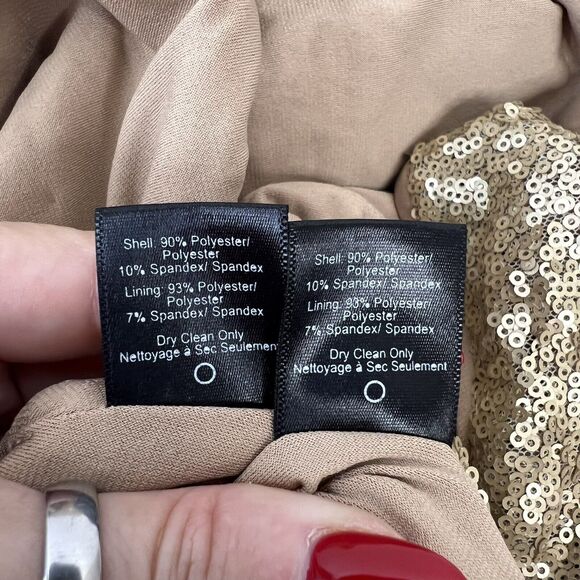 Shell: 90% Polyester/
Polyester
10% Spandex/ Spandex
Lining: 93% Polyester/
Polyester
7% Spandex/ Spandex
Dry Clean Only
Nettoyage à Sec Seulement
Shell: 90% Polyester/
Polyester
10% Spandex/ Spandex
Lining: 93% Polyester/
Polyester
7% Spandex/ Spandex
Dry Clean Only
Nettoyage à Sec Seulement